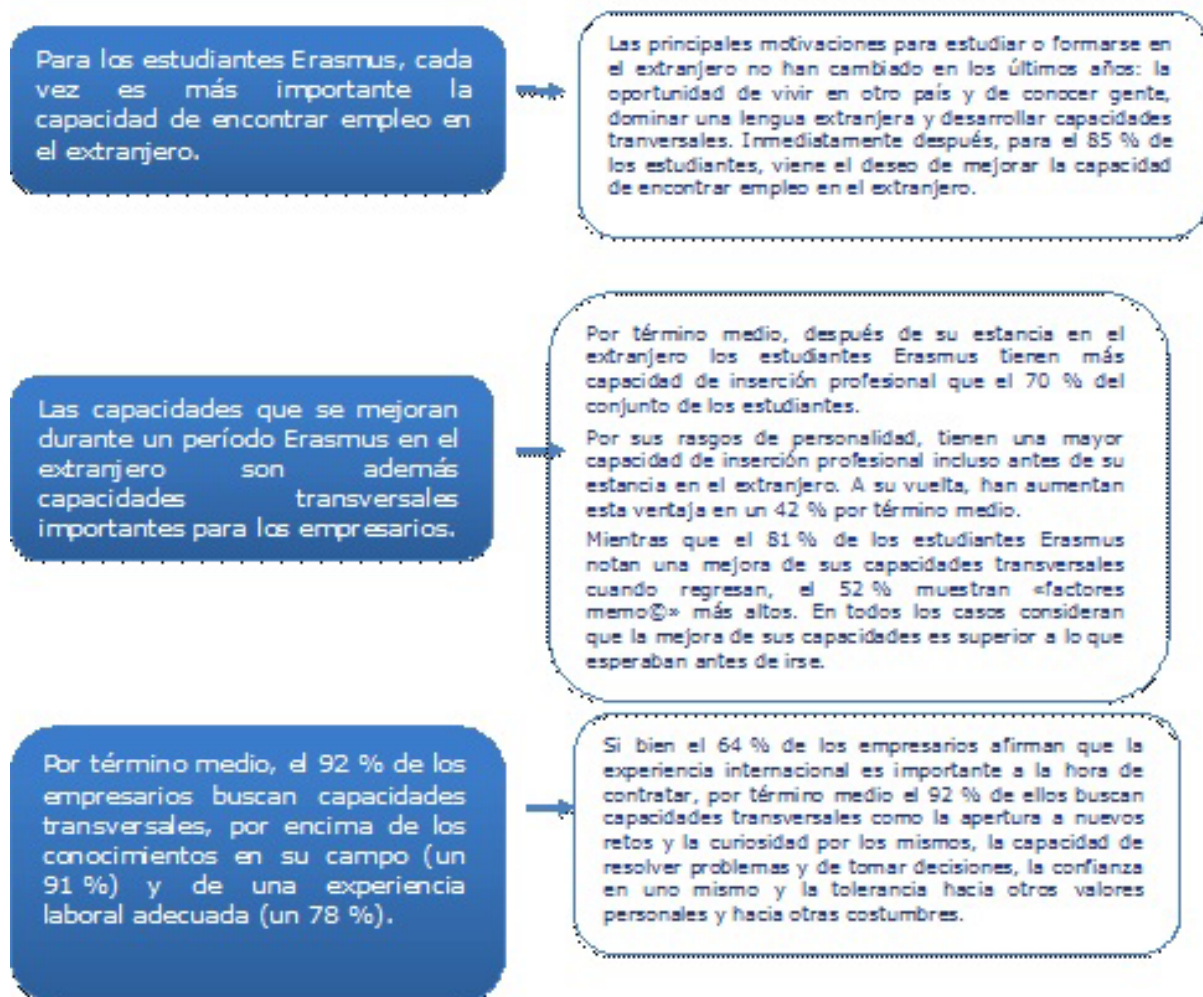 Para los estudiantes Erasmus, cada
vez es más importante la
capacidad de encontrar empleo en
el extranjero.
Las principales motivaciones para estudiar o formarse en
el extranjero no han cambiado en los últimos años: la
oportunidad de vivir en otro país y de conocer gente,
dominar una lengua extranjera y desarrollar capacidades
tranversales. Inmediatamente después, para el 85 % de
los estudiantes, viene el deseo de mejorar la capacidad
de encontrar empleo en el extranjero.
Las capacidades que se mejoran
durante un período Erasmus en el
extranjero son además
capacidades transversales
importantes para los empresarios.
Por término medio, después de su estancia en el
extranjero los estudiantes Erasmus tienen más
capacidad de inserción profesional que el 70 % del
conjunto de los estudiantes.
Por sus rasgos de personalidad, tienen una mayor
capacidad de inserción profesional incluso antes de su
estancia en el extranjero. A su vuelta, han aumentan
esta ventaja en un 42 % por término medio.
Mientras que el 81 % de los estudiantes Erasmus
notan una mejora de sus capacidades transversales
cuando regresan, el 52 % muestran «factores
memo©» más altos. En todos los casos consideran
que la mejora de sus capacidades es superior a lo que
esperaban antes de irse.
Por término medio, el 92 % de los
empresarios buscan capacidades
transversales, por encima de los
conocimientos en su campo (un
91 %) y de una experiencia
laboral adecuada (un 78 %).
Si bien el 64 % de los empresarios afirman que la
experiencia internacional es importante a la hora de
contratar, por término medio el 92 % de ellos buscan
capacidades transversales como la apertura a nuevos
retos y la curiosidad por los mismos, la capacidad de
resolver problemas y de tomar decisiones, la confianza
en uno mismo y la tolerancia hacia otros valores
personales y hacia otras costumbres.